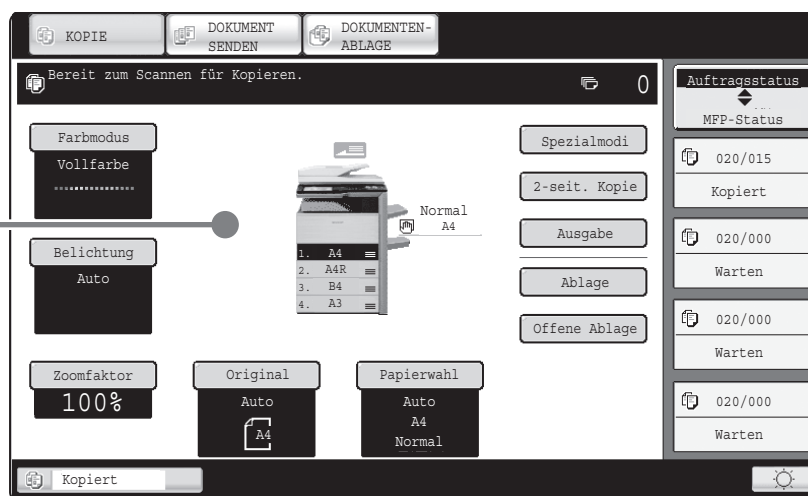 KOPIE
DOKUMENT
SENDEN
DOKUMENTEN-
ABLAGE
Bereit zum Scannen für Kopieren.
0
Farbmodus
Vollfarbe
Belichtung
Auto
Zoomfaktor
100%
Original
Auto
A4
Papierwahl
Auto
A4
Normal
Normal
A4
1. A4
2. A4R
3. B4
4. A3
Spezialmodi
2-seit. Kopie
Ausgabe
Ablage
Offene Ablage
Auftragsstatus
MFP-Status
020/015
Kopiert
020/000
Warten
020/000
Warten
020/000
Warten
Kopiert